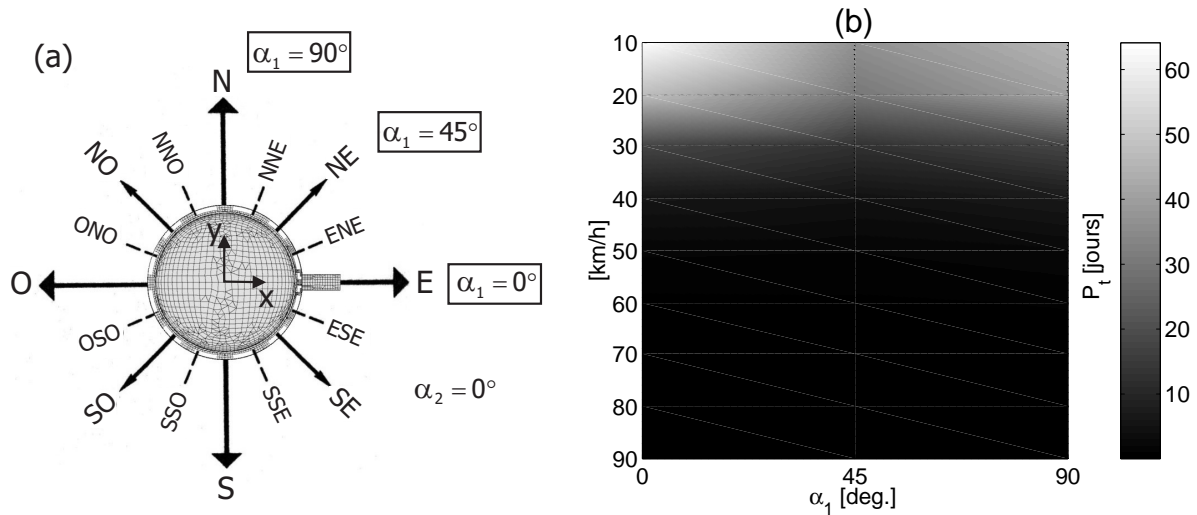 (a)
α1 = 90°
N
α1 = 45°
NNO
NNE
NO
NE
ONO
ENE
y
x
O
E
α1 = 0°
OSO
ESE
SO
SSO
SSE
SE
α2 = 0°
S
(b)
10
20
30
40
50
60
70
80
90
[km/h]
0
45
90
α1 [deg.]
Pt [jours]
60
50
40
30
20
10